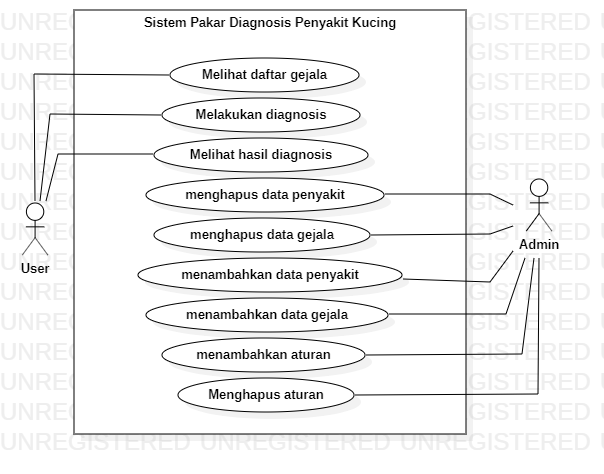 Sistem Pakar Diagnosis Penyakit Kucing
Melihat daftar gejala
Melakukan diagnosis
Melihat hasil diagnosis
menghapus data penyakit
menghapus data gejala
menambahkan data penyakit
menambahkan data gejala
menambahkan aturan
Menghapus aturan
User
Admin
UNREGISTERED UNREGISTERED UNREGISTERED